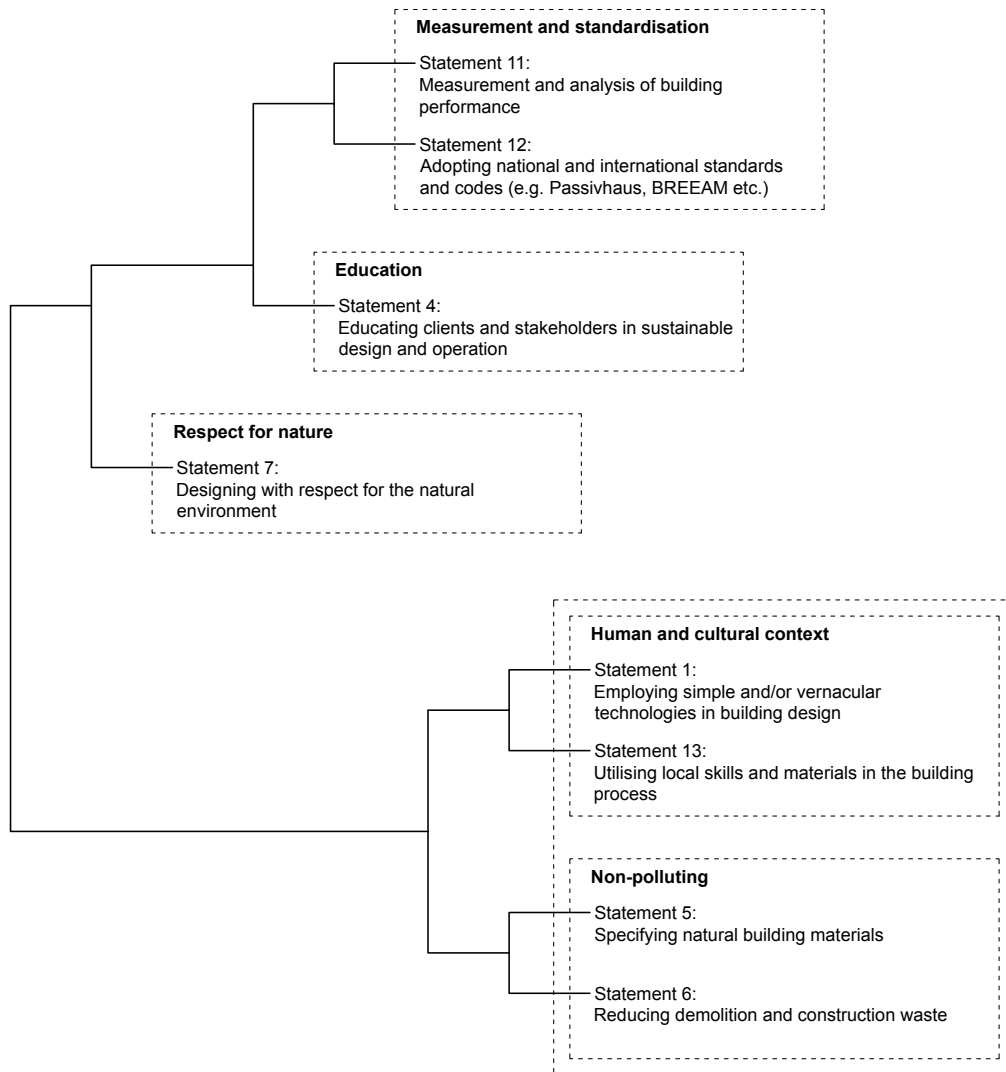 Measurement and standardisation
Statement 11:
Measurement and analysis of building
performance
Statement 12:
Adopting national and international standards
and codes (e.g. Passivhaus, BREEAM etc.)
Education
Statement 4:
Educating clients and stakeholders in sustainable
design and operation
Respect for nature
Statement 7:
Designing with respect for the natural
environment
Human and cultural context
Statement 1:
Employing simple and/or vernacular
technologies in building design
Statement 13:
Utilising local skills and materials in the building
process
Non-polluting
Statement 5:
Specifying natural building materials
Statement 6:
Reducing demolition and construction waste